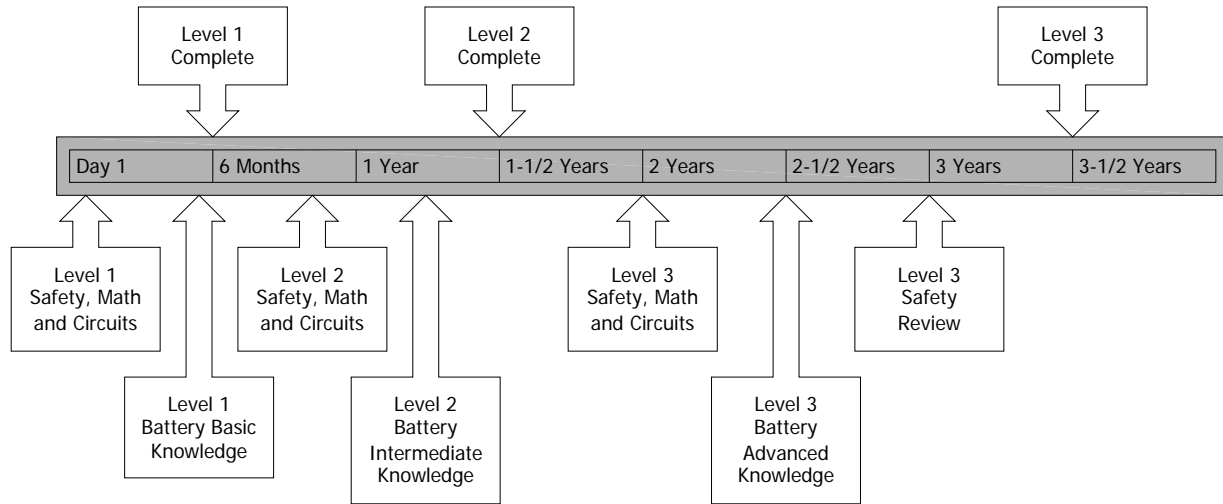 Level 1
Complete
Level 2
Complete
Level 3
Complete
Day 1 6 Months 1 Year 1-1/2 Years 2 Years 2-1/2 Years 3 Years 3-1/2 Years
Level 1
Safety, Math
and Circuits
Level 2
Safety, Math
and Circuits
Level 3
Safety, Math
and Circuits
Level 3
Safety
Review
Level 1
Battery Basic
Knowledge
Level 2
Battery
Intermediate
Knowledge
Level 3
Battery
Advanced
Knowledge